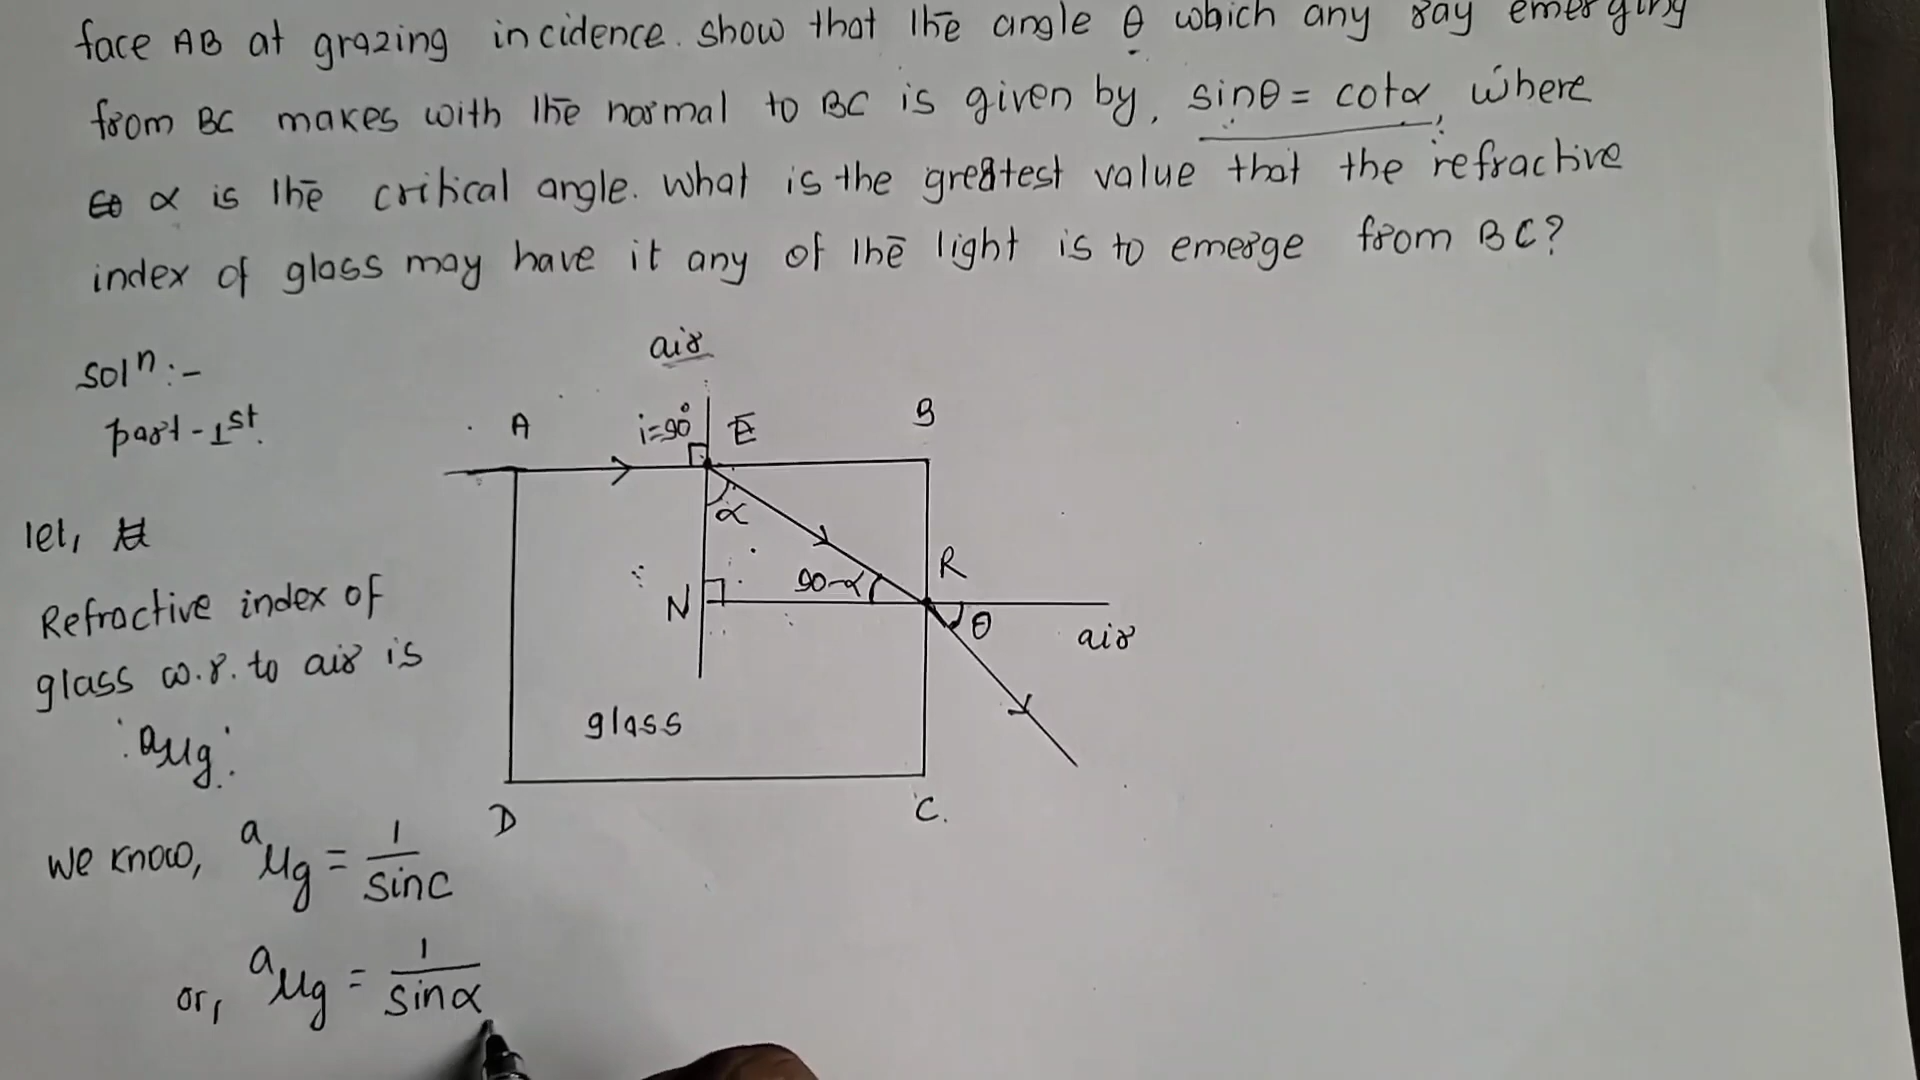 face AB at grazing incidence. show that the angle θ which any ray emerging
from BC makes with the normal to BC is given by, sinθ = cotα, where
α is the critical angle. What is the greatest value that the refractive
index of glass may have it any of the light is to emerge from BC?
air
Solⁿ :-
part - 1st.
A
i=90°
E
B
α
let,
R
90-α
Refractive index of
N
θ
air
glass w.r. to air is
glass
'aμg'
D
C.
we know, ᵃμg = 1/sinc
or, ᵃμg = 1/sinα